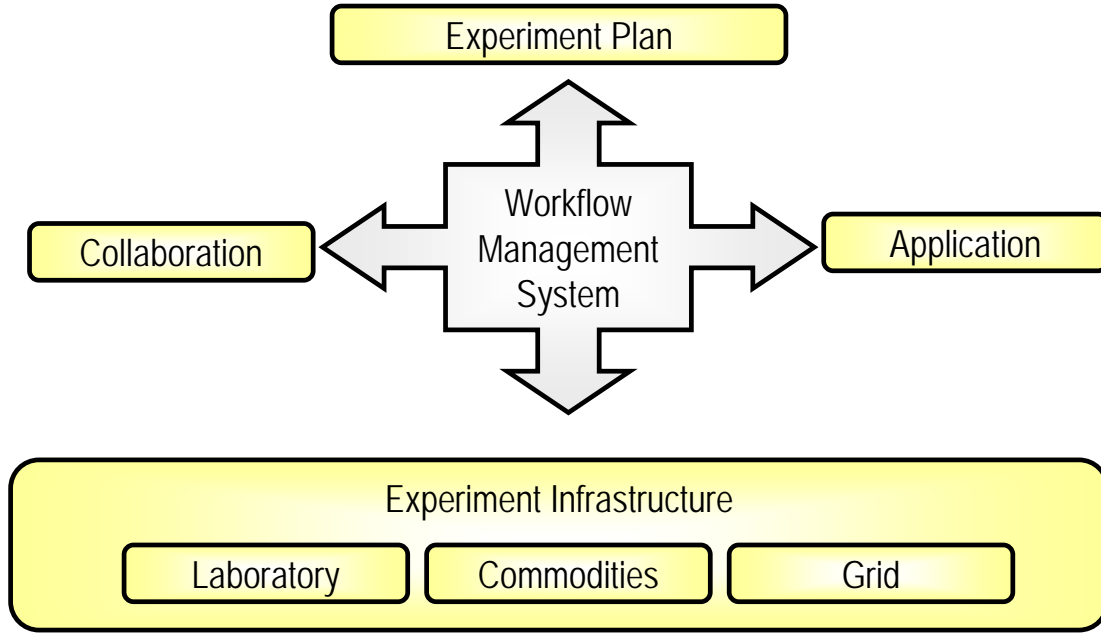 Experiment Plan
Workflow
Management
System
Collaboration
Application
Experiment Infrastructure
Laboratory
Commodities
Grid